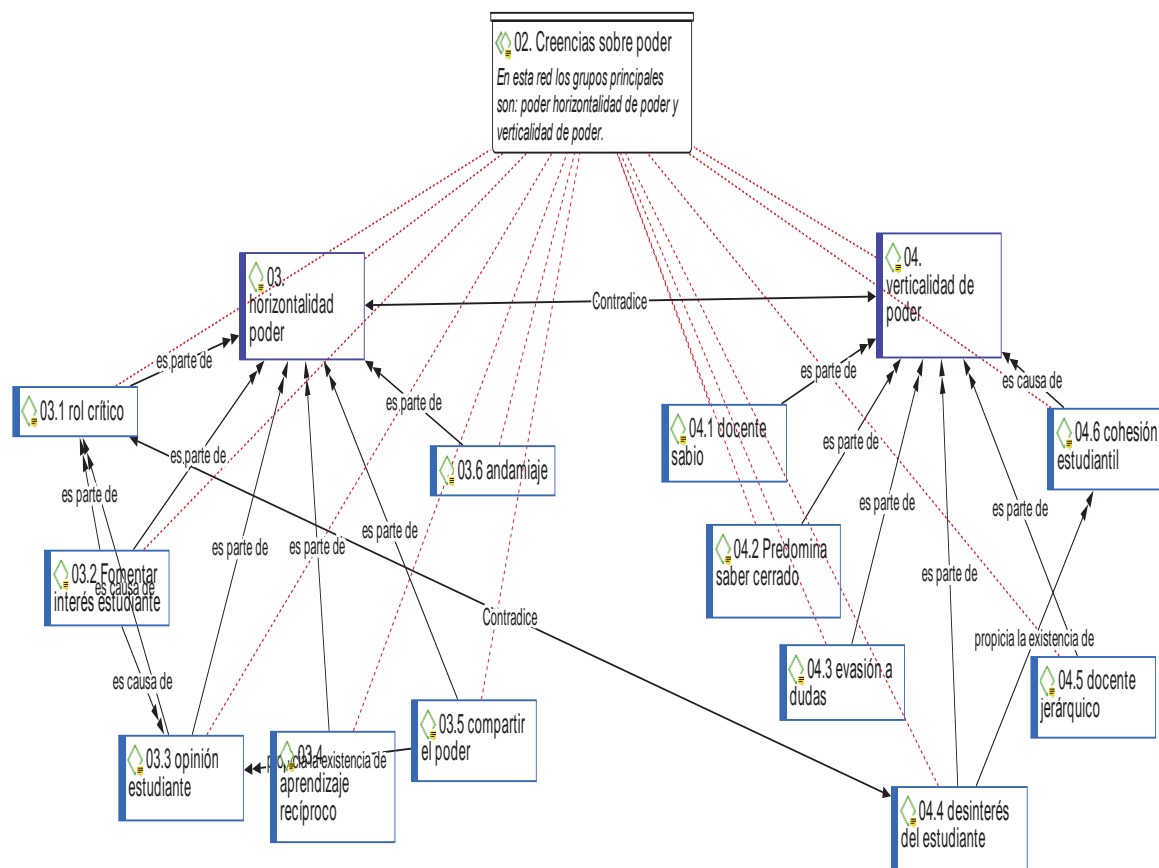 02. Creencias sobre poder
En esta red los grupos principales
son: poder horizontalidad de poder y
verticalidad de poder.
03.
horizontalidad
poder
Contradice
04.
verticalidad de
poder
es parte de
es parte de
es causa de
03.1 rol crítico
es parte de
es parte de
03.6 andamiaje
04.1 docente
sabio
es parte de
04.6 cohesión
estudiantil
es parte de
es parte de
es parte de
es parte de
es parte de
es parte de
04.2 Predomina
saber cerrado
03.2 Fomentar
interés estudiante
es causa de
es parte de
Contradice
propicia la existencia de
04.3 evasión a
dudas
04.5 docente
jerárquico
es causa de
03.3 opinión
estudiante
03.4
aprendizaje
recíproco
propicia la existencia de
03.5 compartir
el poder
04.4 desinterés
del estudiante